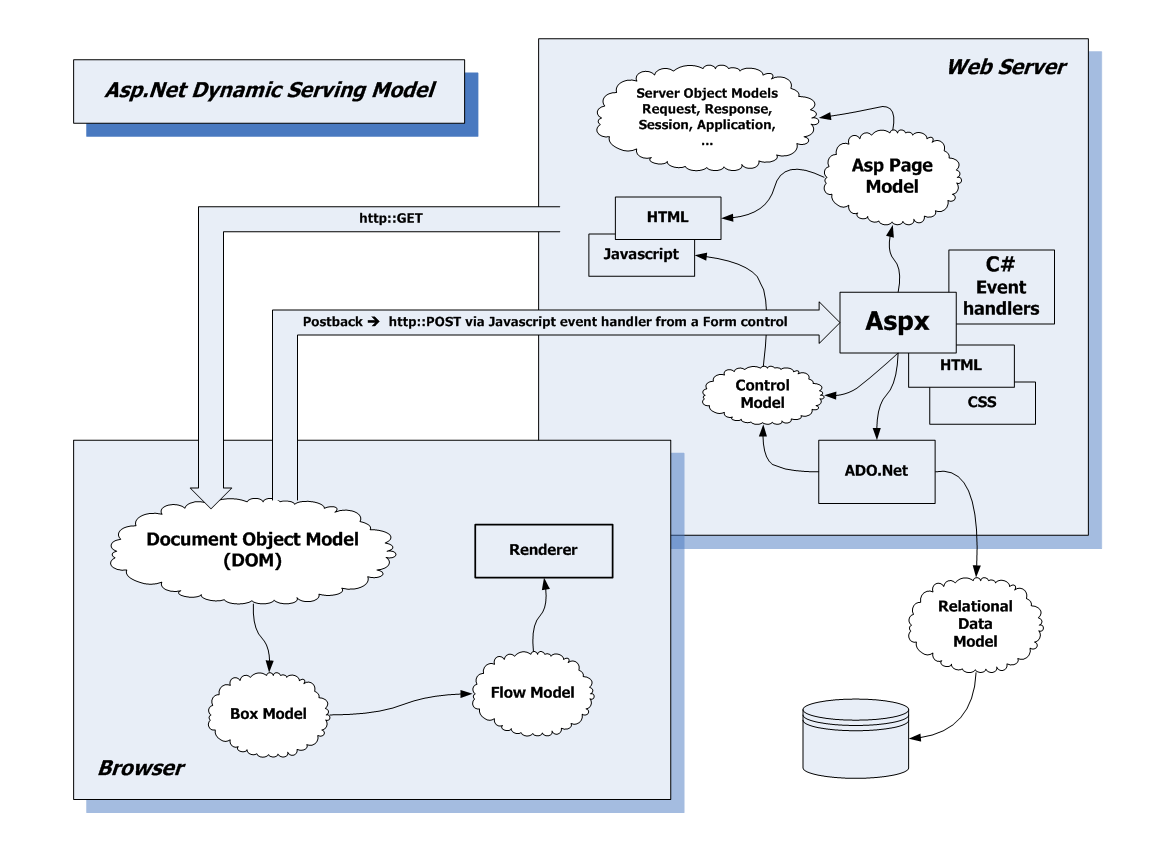 Asp.Net Dynamic Serving Model
Web Server
Server Object Models
Request, Response,
Session, Application,
...
Asp Page
Model
http::GET
HTML
Javascript
C#
Event
handlers
Postback → http::POST via Javascript event handler from a Form control
Aspx
HTML
CSS
Control
Model
ADO.Net
Document Object Model
(DOM)
Renderer
Relational
Data
Model
Flow Model
Box Model
Browser